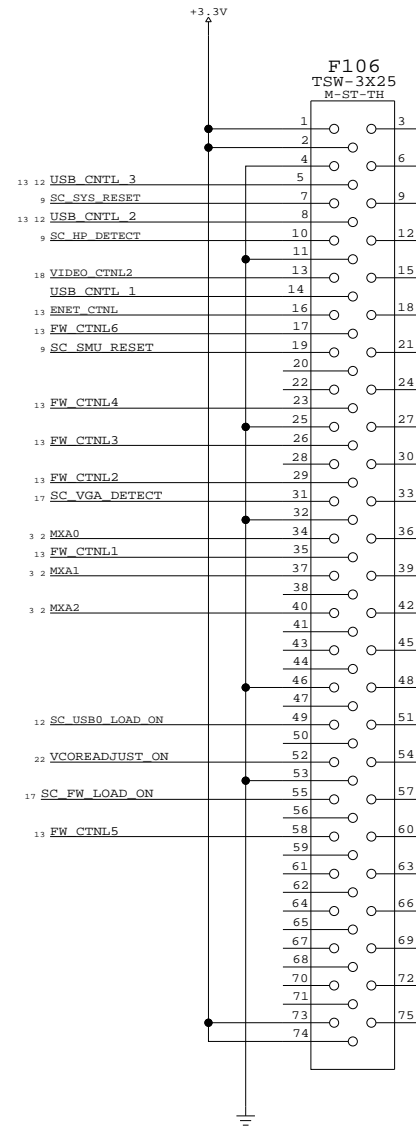 +3.3V
F106
TSW-3X25
M-ST-TH
1 3
2
4 6
13 12 USB_CNTL_3 5
9 SC_SYS_RESET 7 9
13 12 USB_CNTL_2 8
9 SC_HP_DETECT 10 12
11
18 VIDEO_CTNL2 13 15
USB_CNTL_1 14
13 ENET_CTNL 16 18
13 FW_CTNL6 17
9 SC_SMU_RESET 19 21
20
22 24
13 FW_CTNL4 23
25 27
13 FW_CTNL3 26
28 30
13 FW_CTNL2 29
17 SC_VGA_DETECT 31 33
32
3 2 MXA0 34 36
13 FW_CTNL1 35
3 2 MXA1 37 39
38
3 2 MXA2 40 42
41
43 45
44
46 48
47
12 SC_USB0_LOAD_ON 49 51
50
22 VCOREADJUST_ON 52 54
53
17 SC_FW_LOAD_ON 55 57
56
13 FW_CTNL5 58 60
59
61 63
62
64 66
65
67 69
68
70 72
71
73 75
74